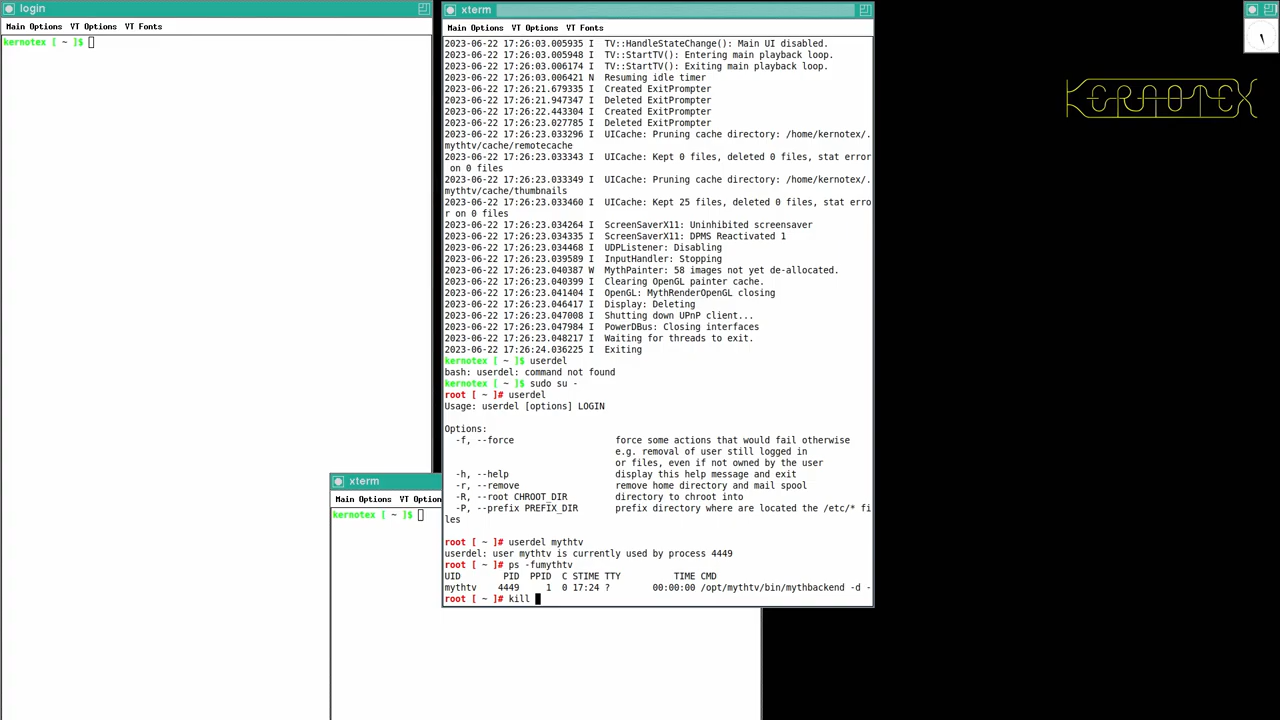 login
Main Options  VT Options  VT Fonts
kernotex [ ~ ]$
xterm
Main Options  VT Options  VT Fonts
2023-06-22 17:26:03.005935 I  TV::HandleStateChange(): Main UI disabled.
2023-06-22 17:26:03.005948 I  TV::StartTV(): Entering main playback loop.
2023-06-22 17:26:03.006174 I  TV::StartTV(): Exiting main playback loop.
2023-06-22 17:26:03.006421 N  Resuming idle timer
2023-06-22 17:26:21.679335 I  Created ExitPrompter
2023-06-22 17:26:21.947347 I  Deleted ExitPrompter
2023-06-22 17:26:22.443304 I  Created ExitPrompter
2023-06-22 17:26:23.027785 I  Deleted ExitPrompter
2023-06-22 17:26:23.033296 I  UICache: Pruning cache directory: /home/kernotex/.
mythtv/cache/remotecache
2023-06-22 17:26:23.033343 I  UICache: Kept 0 files, deleted 0 files, stat error
 on 0 files
2023-06-22 17:26:23.033349 I  UICache: Pruning cache directory: /home/kernotex/.
mythtv/cache/thumbnails
2023-06-22 17:26:23.033460 I  UICache: Kept 25 files, deleted 0 files, stat erro
r on 0 files
2023-06-22 17:26:23.034264 I  ScreenSaverX11: Uninhibited screensaver
2023-06-22 17:26:23.034335 I  ScreenSaverX11: DPMS Reactivated 1
2023-06-22 17:26:23.034468 I  UDPListener: Disabling
2023-06-22 17:26:23.039589 I  InputHandler: Stopping
2023-06-22 17:26:23.040387 W  MythPainter: 58 images not yet de-allocated.
2023-06-22 17:26:23.040399 I  Clearing OpenGL painter cache.
2023-06-22 17:26:23.041404 I  OpenGL: MythRenderOpenGL closing
2023-06-22 17:26:23.046417 I  Display: Deleting
2023-06-22 17:26:23.047008 I  Shutting down UPnP client...
2023-06-22 17:26:23.047984 I  PowerDBus: Closing interfaces
2023-06-22 17:26:23.048217 I  Waiting for threads to exit.
2023-06-22 17:26:24.036225 I  Exiting
kernotex [ ~ ]$ userdel
bash: userdel: command not found
kernotex [ ~ ]$ sudo su -
root [ ~ ]# userdel
Usage: userdel [options] LOGIN
Options:
  -f, --force                   force some actions that would fail otherwise
                                e.g. removal of user still logged in
                                or files, even if not owned by the user
  -h, --help                    display this help message and exit
  -r, --remove                  remove home directory and mail spool
  -R, --root CHROOT_DIR         directory to chroot into
  -P, --prefix PREFIX_DIR       prefix directory where are located the /etc/* fi
les
root [ ~ ]# userdel mythtv
userdel: user mythtv is currently used by process 4449
root [ ~ ]# ps -fumythtv
UID        PID  PPID  C STIME TTY          TIME CMD
mythtv    4449     1  0 17:24 ?        00:00:00 /opt/mythtv/bin/mythbackend -d -
root [ ~ ]# kill
xterm
Main Options  VT Option
kernotex [ ~ ]$
KERNOTEX